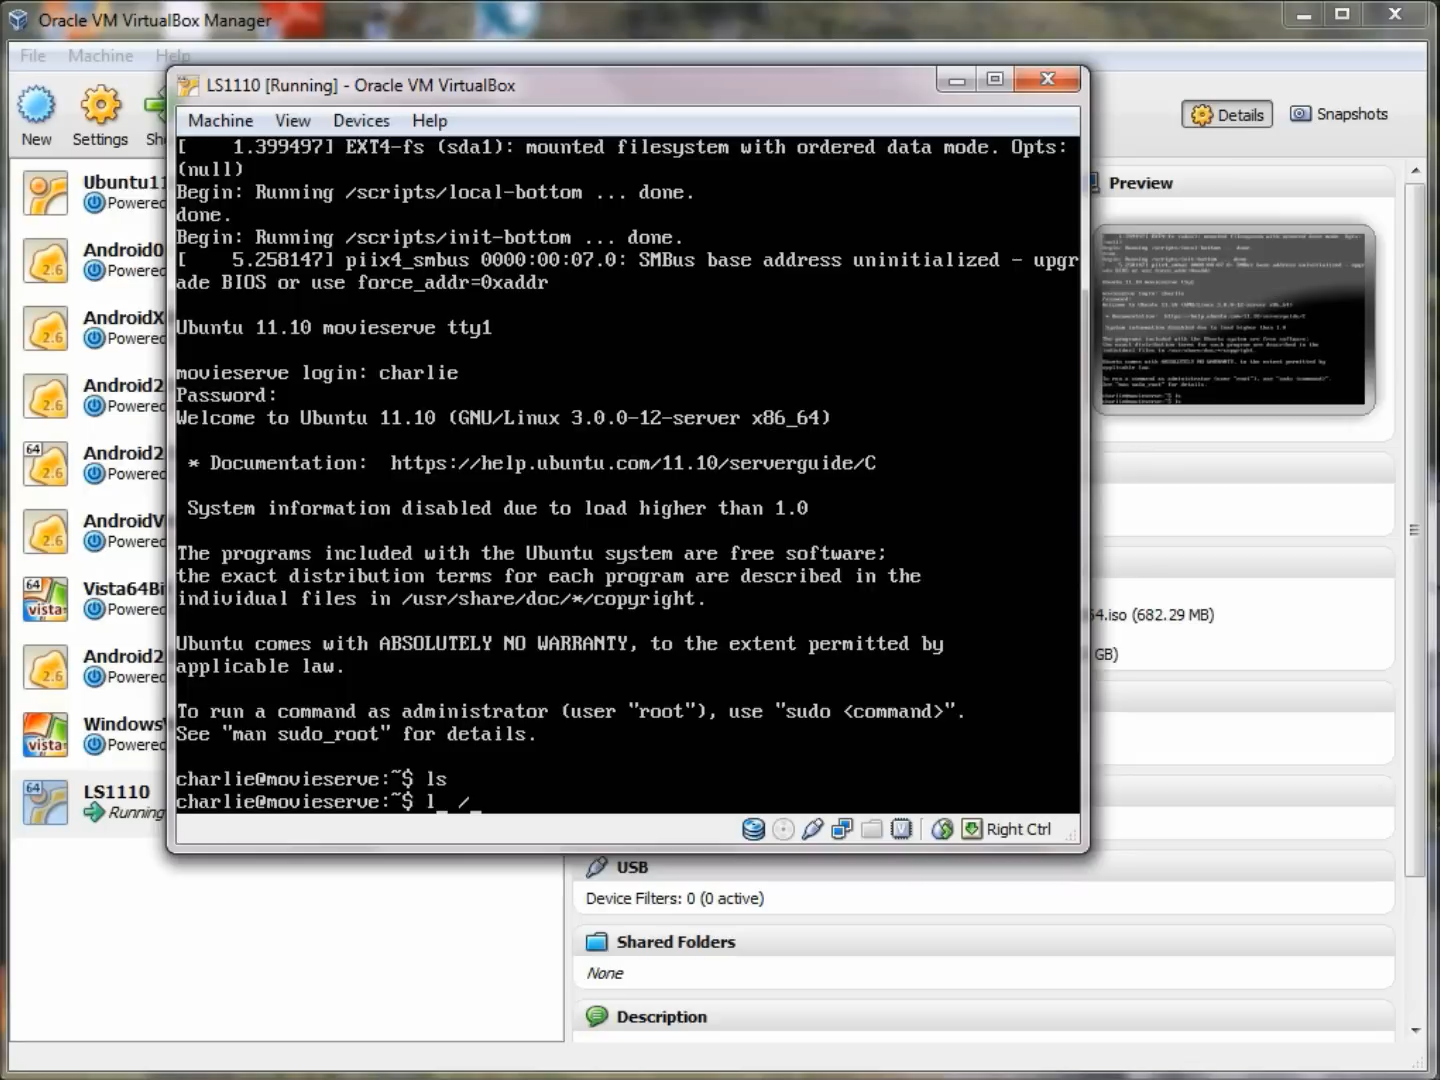 Oracle VM VirtualBox Manager
File Machine Help
New
Settings
Details
Snapshots
Powered
Android0
Powered
Powered
Android2
Powered
Android2
Powered
Powered
Powered
Android2
Powered
Powered
LS1110
Running
LS1110 [Running] - Oracle VM VirtualBox
Machine View Devices Help
[    1.399497] EXT4-fs (sda1): mounted filesystem with ordered data mode. Opts:
(null)
Begin: Running /scripts/local-bottom ... done.
done.
Begin: Running /scripts/init-bottom ... done.
[    5.258147] piix4_smbus 0000:00:07.0: SMBus base address uninitialized - upgr
ade BIOS or use force_addr=0xaddr
Ubuntu 11.10 movieserve tty1
movieserve login: charlie
Password:
Welcome to Ubuntu 11.10 (GNU/Linux 3.0.0-12-server x86_64)
* Documentation:  https://help.ubuntu.com/11.10/serverguide/C
System information disabled due to load higher than 1.0
The programs included with the Ubuntu system are free software;
the exact distribution terms for each program are described in the
individual files in /usr/share/doc/*/copyright.
Ubuntu comes with ABSOLUTELY NO WARRANTY, to the extent permitted by
applicable law.
To run a command as administrator (user "root"), use "sudo <command>".
See "man sudo_root" for details.
charlie@movieserve:~$ ls
charlie@movieserve:~$ l_ /_
Right Ctrl
Preview
4.iso (682.29 MB)
GB)
USB
Device Filters: 0 (0 active)
Shared Folders
None
Description